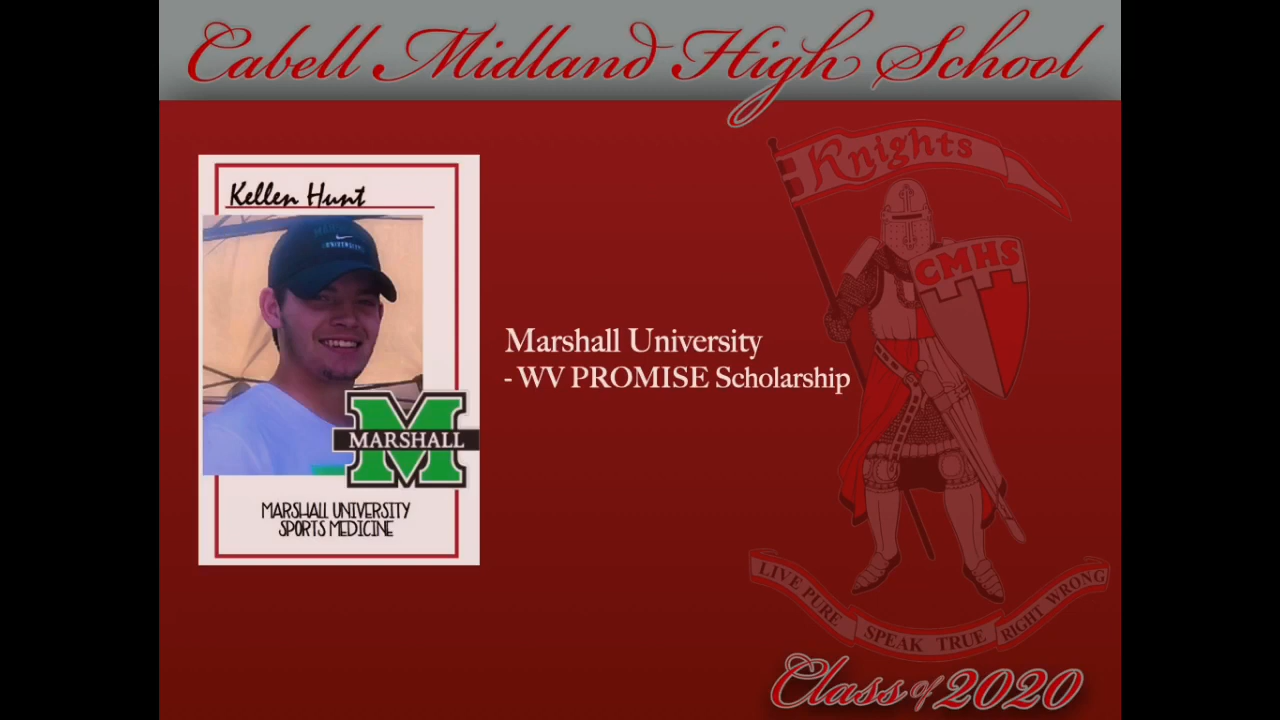 Cabell Midland High School
Knights
CMHS
Kellen Hunt
MARSHALL
MARSHALL UNIVERSITY
SPORTS MEDICINE
Marshall University
- WV PROMISE Scholarship
LIVE PURE SPEAK TRUE RIGHT WRONG
Class of 2020